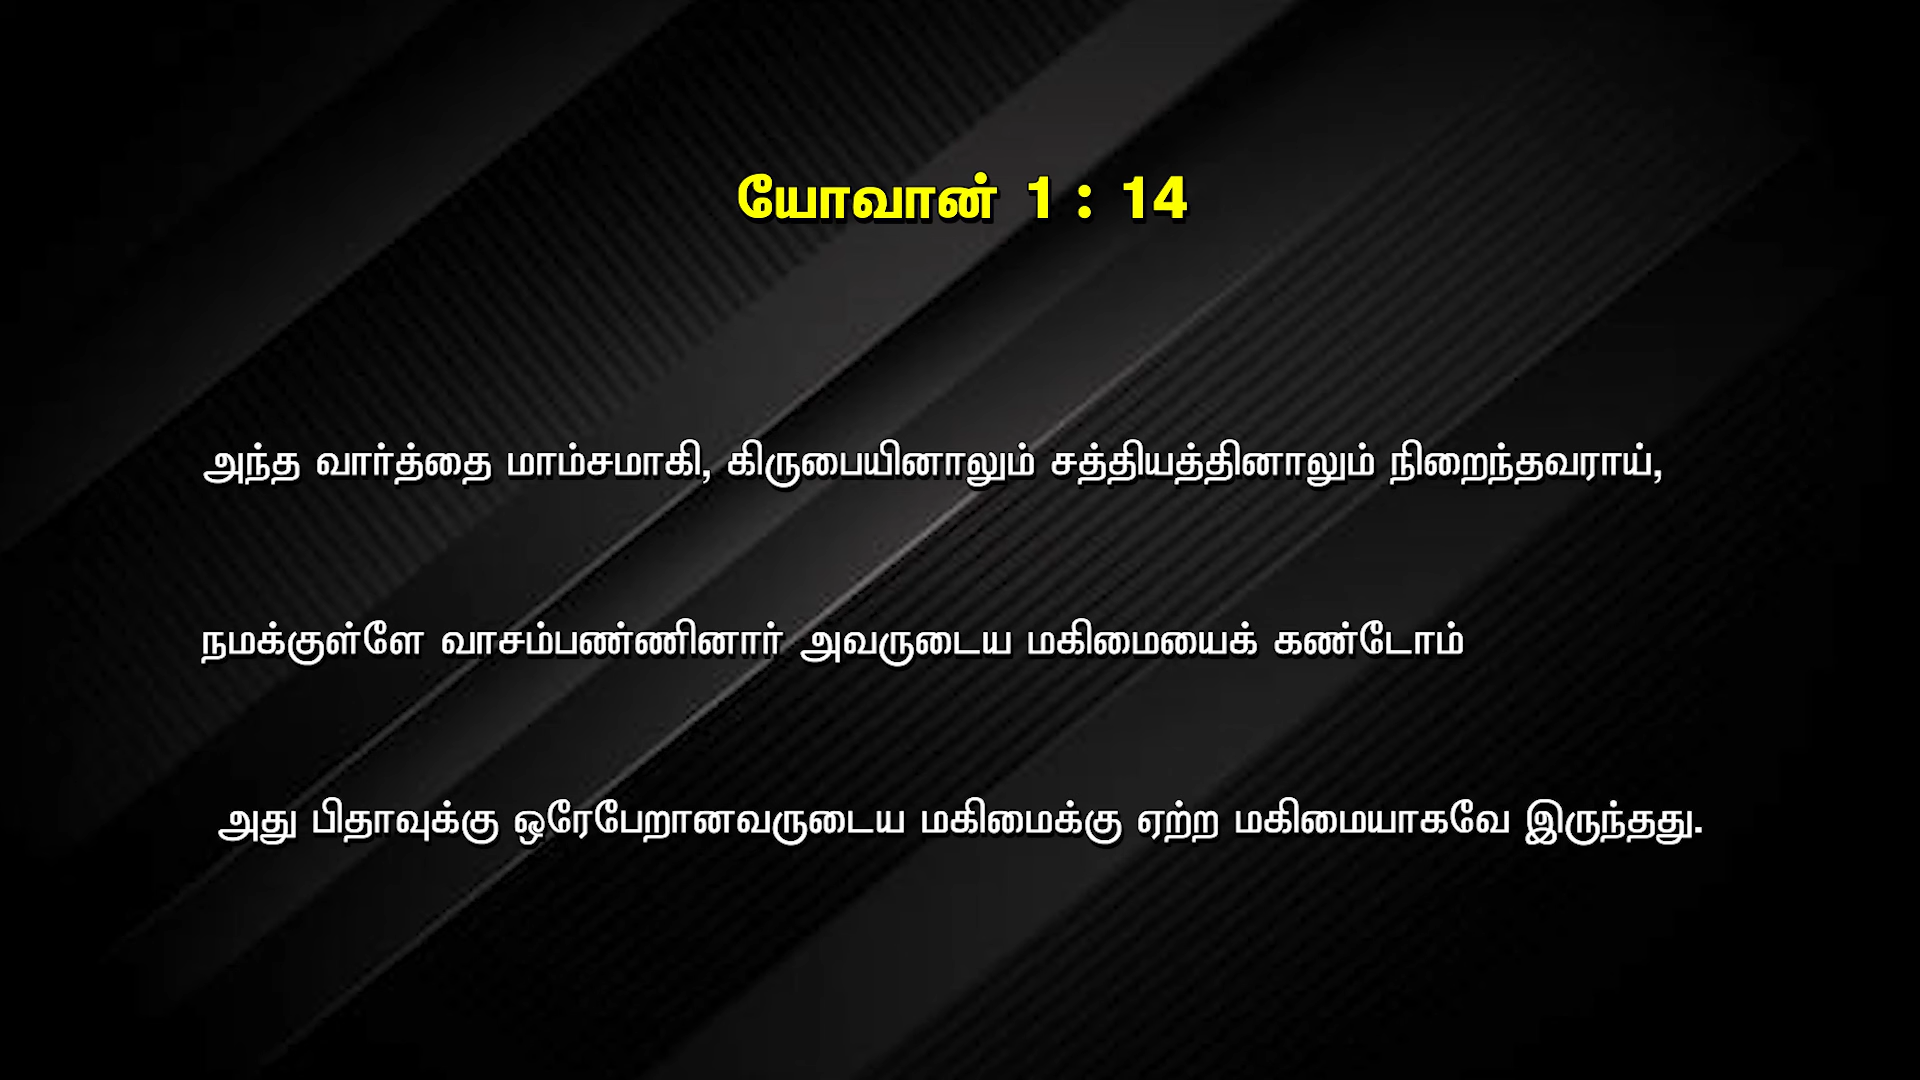 யோவான் 1 : 14
அந்த வார்த்தை மாம்சமாகி, கிருபையினாலும் சத்தியத்தினாலும் நிறைந்தவராய்,
நமக்குள்ளே வாசம்பண்ணினார் அவருடைய மகிமையைக் கண்டோம்
அது பிதாவுக்கு ஒரேபேறானவருடைய மகிமைக்கு ஏற்ற மகிமையாகவே இருந்தது.